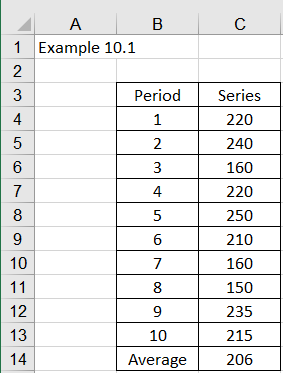 A B C
1 Example 10.1
2
3 Period Series
4 1 220
5 2 240
6 3 160
7 4 220
8 5 250
9 6 210
10 7 160
11 8 150
12 9 235
13 10 215
14 Average 206